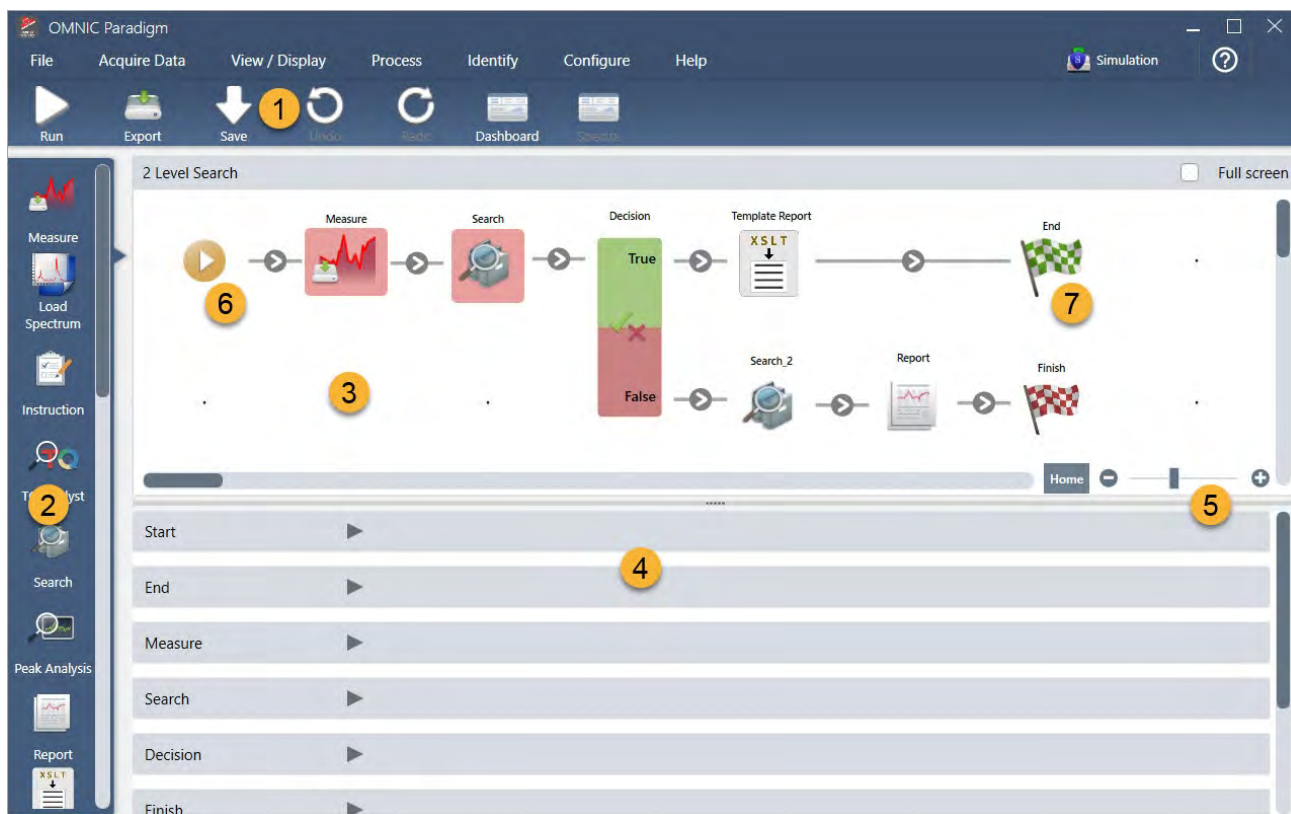 OMNIC Paradigm
File Acquire Data View / Display Process Identify Configure Help Simulation
1
Run Export Save Undo Redo Dashboard
2 Level Search Full screen
Measure
Load
Spectrum
Instruction
2
Search
Peak Analysis
Report
XSLT
Measure Search Decision Template Report End
XSLT
True
6 7
3
Search_2 Report Finish
False
Home
5
Start
4
End
Measure
Search
Decision
Finish